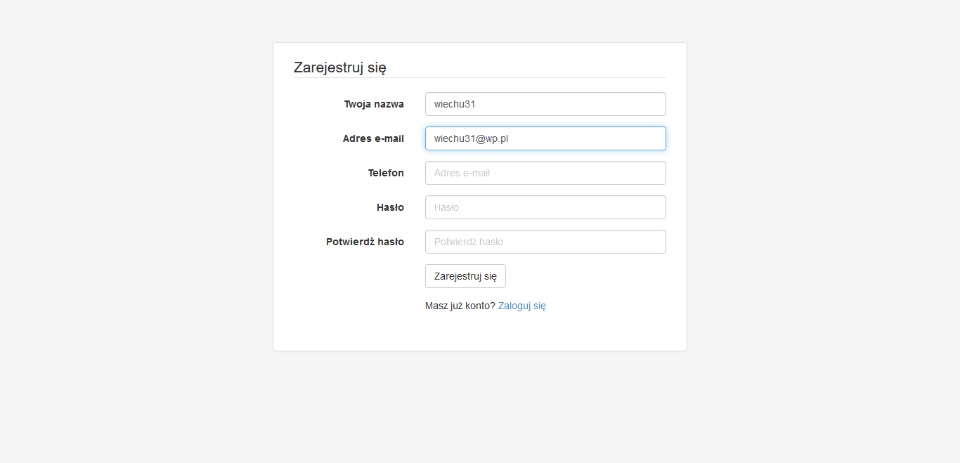 Zarejestruj się
Twoja nazwa wiechu31
Adres e-mail wiechu31@wp.pl
Telefon Adres e-mail
Hasło Hasło
Potwierdź hasło Potwierdź hasło
Zarejestruj się
Masz już konto? Zaloguj się